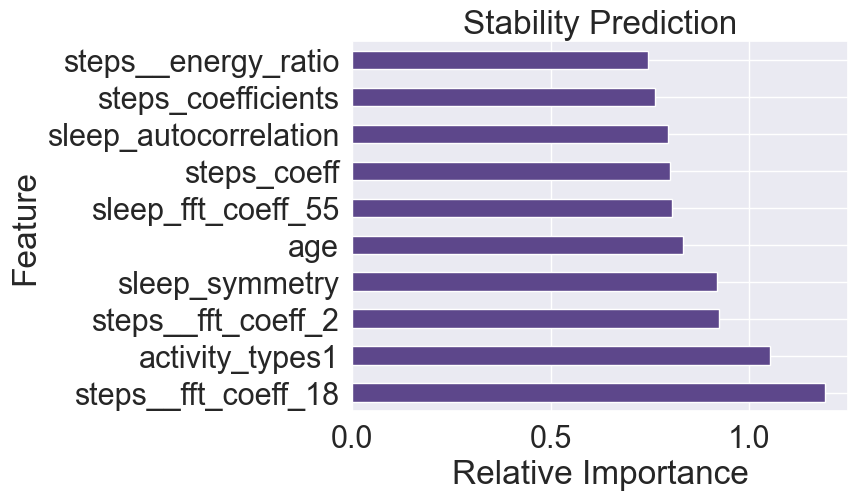 Stability Prediction
steps__energy_ratio
steps_coefficients
sleep_autocorrelation
steps_coeff
sleep_fft_coeff_55
age
sleep_symmetry
steps__fft_coeff_2
activity_types1
steps__fft_coeff_18
Feature
0.0 0.5 1.0
Relative Importance